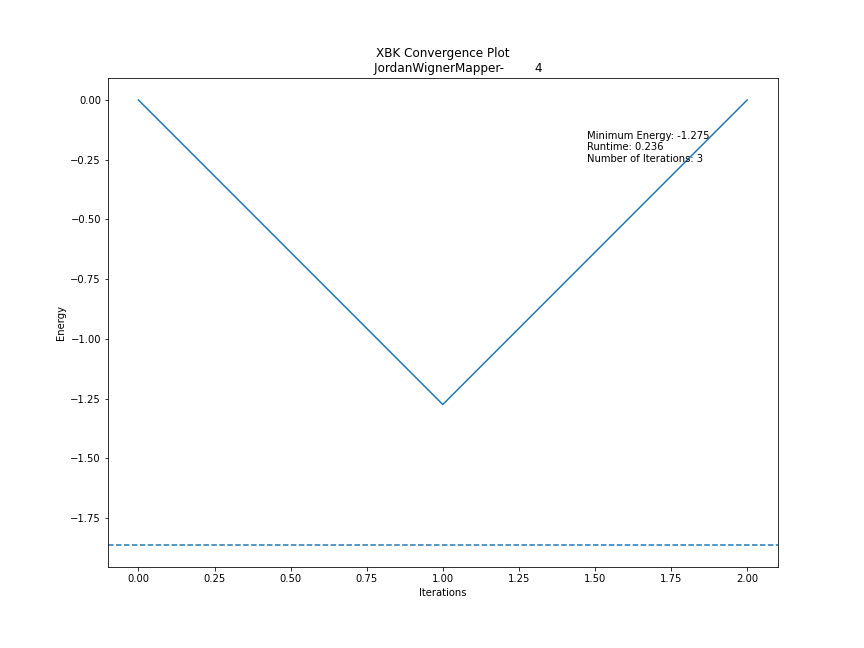 XBK Convergence Plot
JordanWignerMapper- 4
0.00
Minimum Energy: -1.275
Runtime: 0.236
Number of Iterations: 3
−0.25
−0.50
−0.75
−1.00
−1.25
−1.50
−1.75
Energy
0.00 0.25 0.50 0.75 1.00 1.25 1.50 1.75 2.00
Iterations